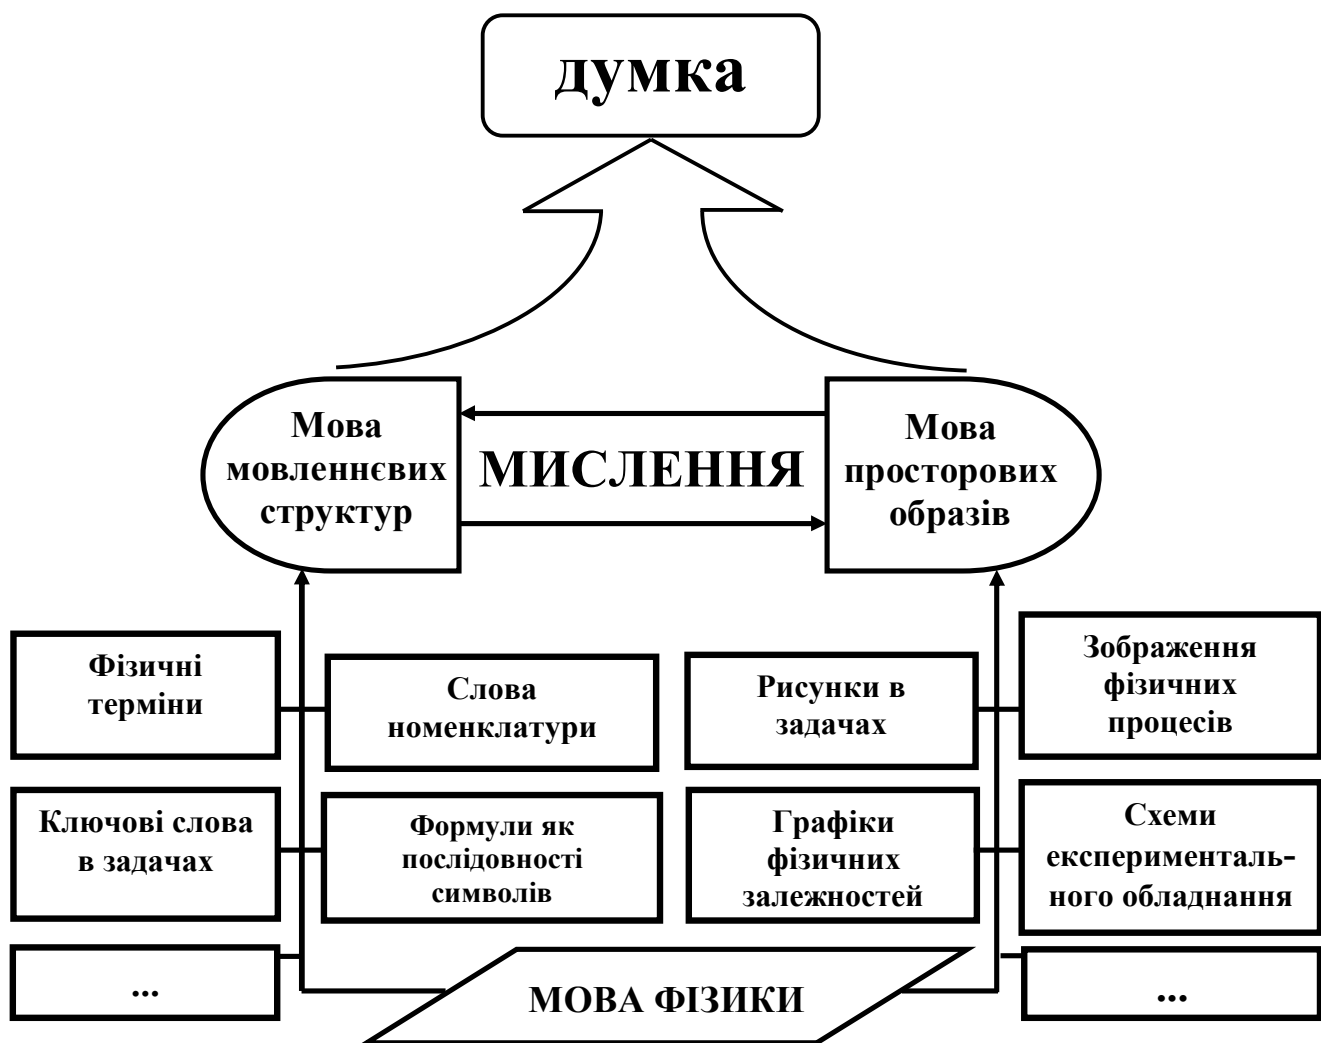 думка
Мова
мовленнєвих
структур
МИСЛЕННЯ
Мова
просторових
образів
Фізичні
терміни
Слова
номенклатури
Рисунки в
задачах
Зображення
фізичних
процесів
Ключові слова
в задачах
Формули як
послідовності
символів
Графіки
фізичних
залежностей
Схеми
експерименталь-
ного обладнання
...
МОВА ФІЗИКИ
...